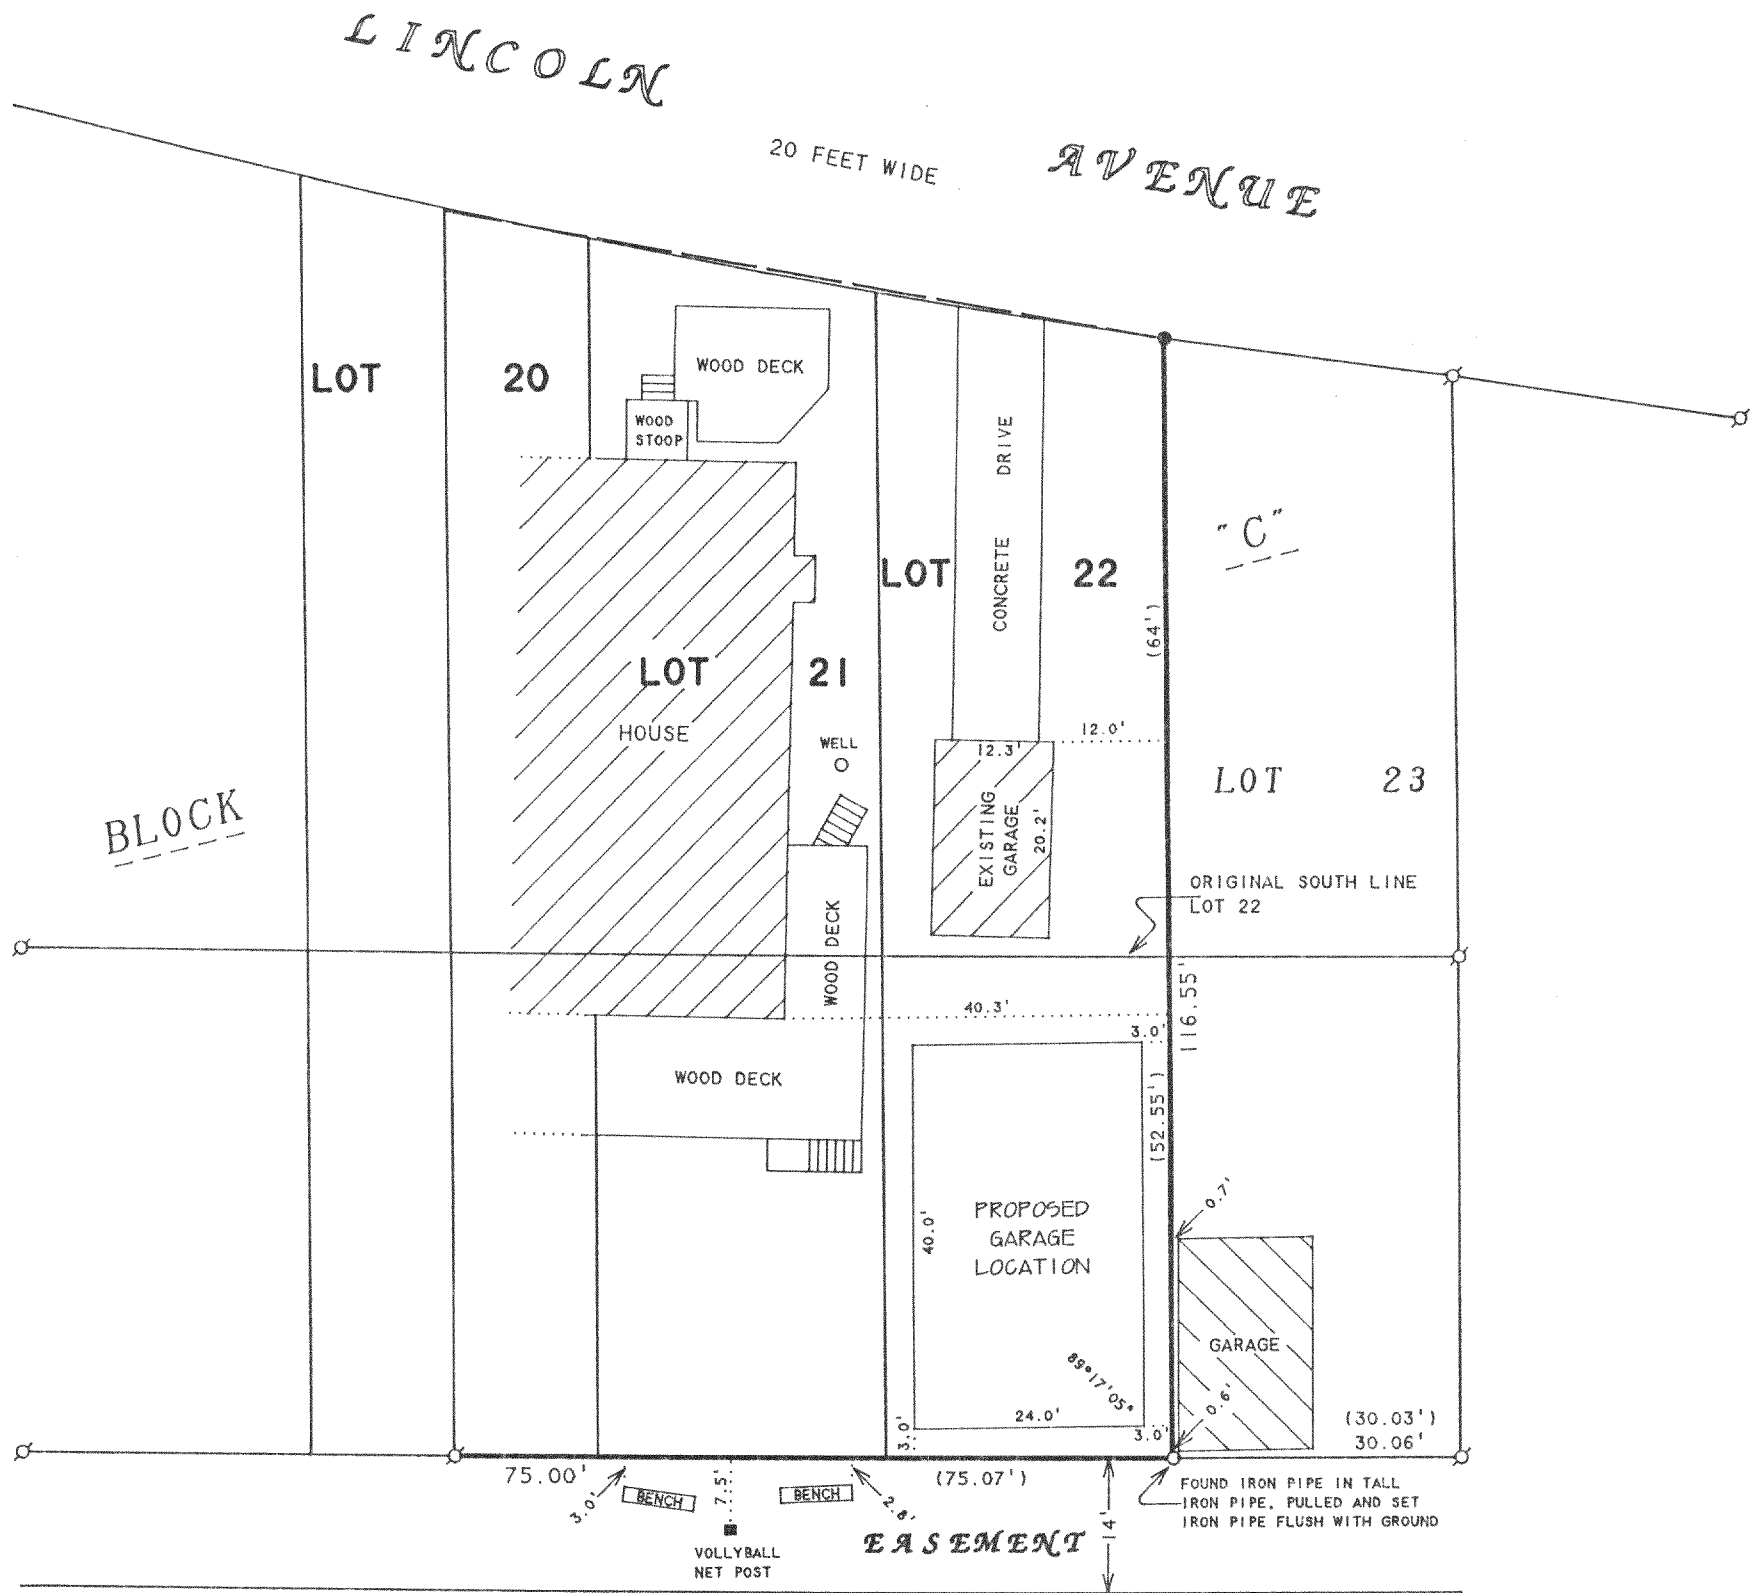 LINCOLN AVENUE
20 FEET WIDE
LOT 20
WOOD DECK
WOOD
STOOP
CONCRETE DRIVE
"C"
LOT 22
(64')
LOT 21
HOUSE
WELL
12.0'
12.3'
EXISTING
GARAGE
20.2'
LOT 23
BLOCK
ORIGINAL SOUTH LINE
LOT 22
WOOD DECK
116.55'
40.3'
3.0'
WOOD DECK
(52.55')
PROPOSED
GARAGE
LOCATION
40.0'
0.7'
GARAGE
89°17'05"
24.0'
3.0'
3.0'
0.6'
(30.03')
30.06'
75.00'
(75.07')
3.0'
BENCH
7.5'
BENCH
2.8'
VOLLYBALL
NET POST
EASEMENT
14'
FOUND IRON PIPE IN TALL
IRON PIPE, PULLED AND SET
IRON PIPE FLUSH WITH GROUND